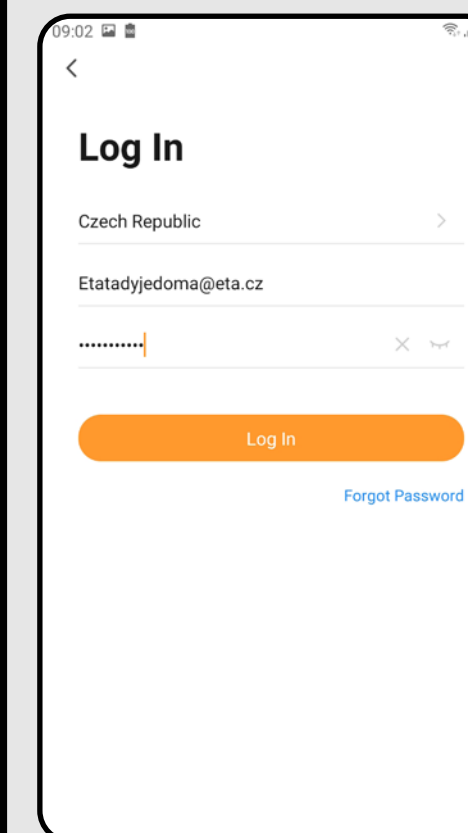 09:02
Log In
Czech Republic
Etatadyjedoma@eta.cz
•••••••••••
Log In
Forgot Password